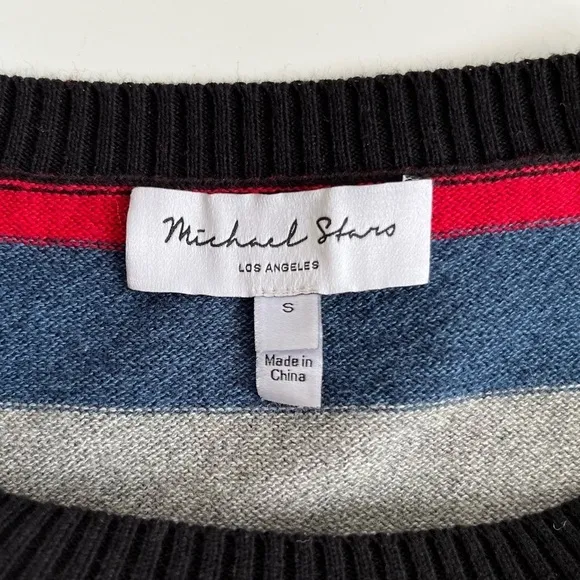 Michael Stars
LOS ANGELES
S
Made in
China